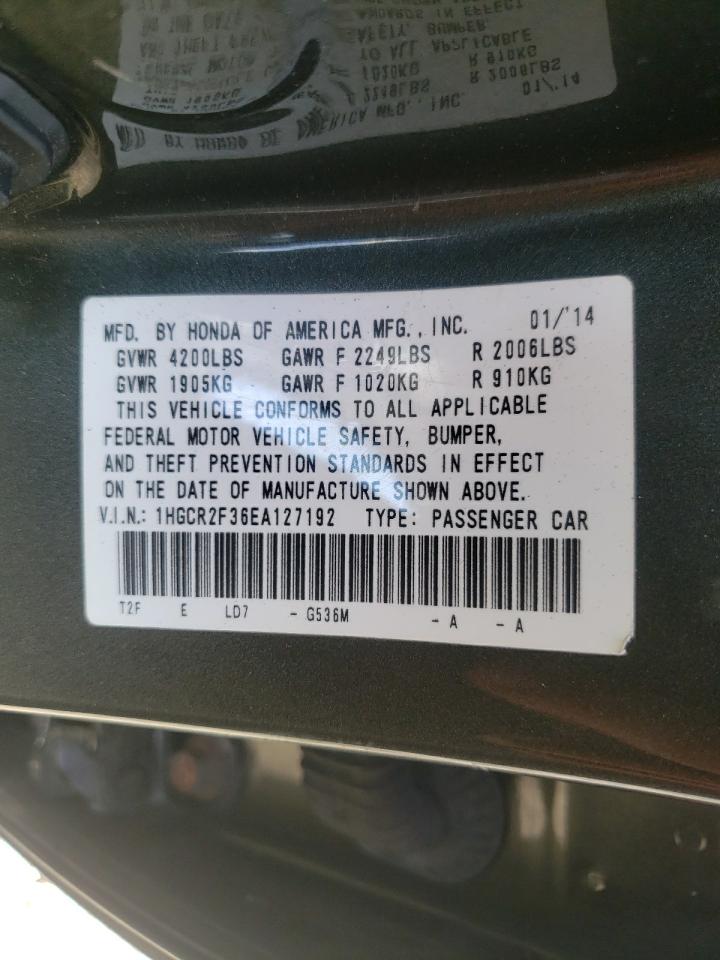 MFD. BY HONDA OF AMERICA MFG., INC. 01/'14
GVWR 4200LBS GAWR F 2249LBS R 2006LBS
GVWR 1905KG GAWR F 1020KG R 910KG
THIS VEHICLE CONFORMS TO ALL APPLICABLE
FEDERAL MOTOR VEHICLE SAFETY, BUMPER,
AND THEFT PREVENTION STANDARDS IN EFFECT
ON THE DATE OF MANUFACTURE SHOWN ABOVE.
V.I.N.: 1HGCR2F36EA127192 TYPE: PASSENGER CAR
T2F E LD7 - G536M - A - A